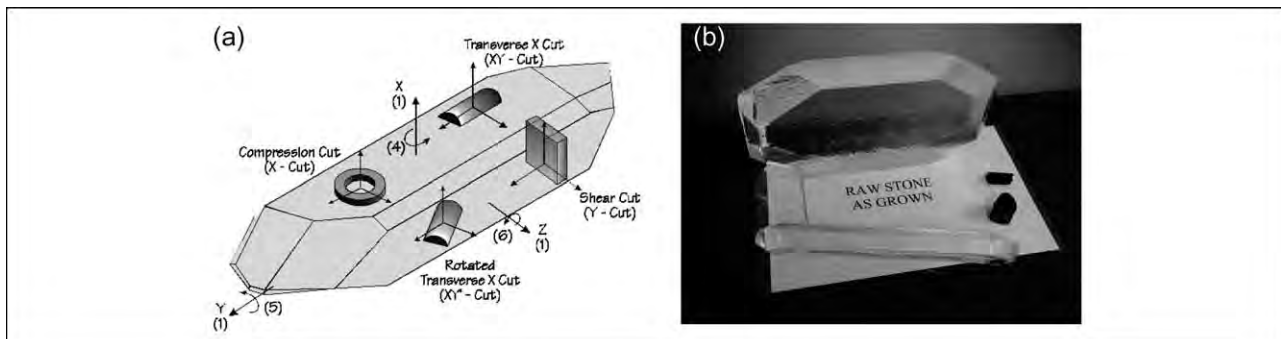 (a)
Transverse X Cut
(XY - Cut)
X
(1)
(4)
Compression Cut
(X - Cut)
Shear Cut
(Y - Cut)
(6)
Z
(1)
Rotated
Transverse X Cut
(XY" - Cut)
Y
(1)
(5)
(b)
RAW STONE
AS GROWN